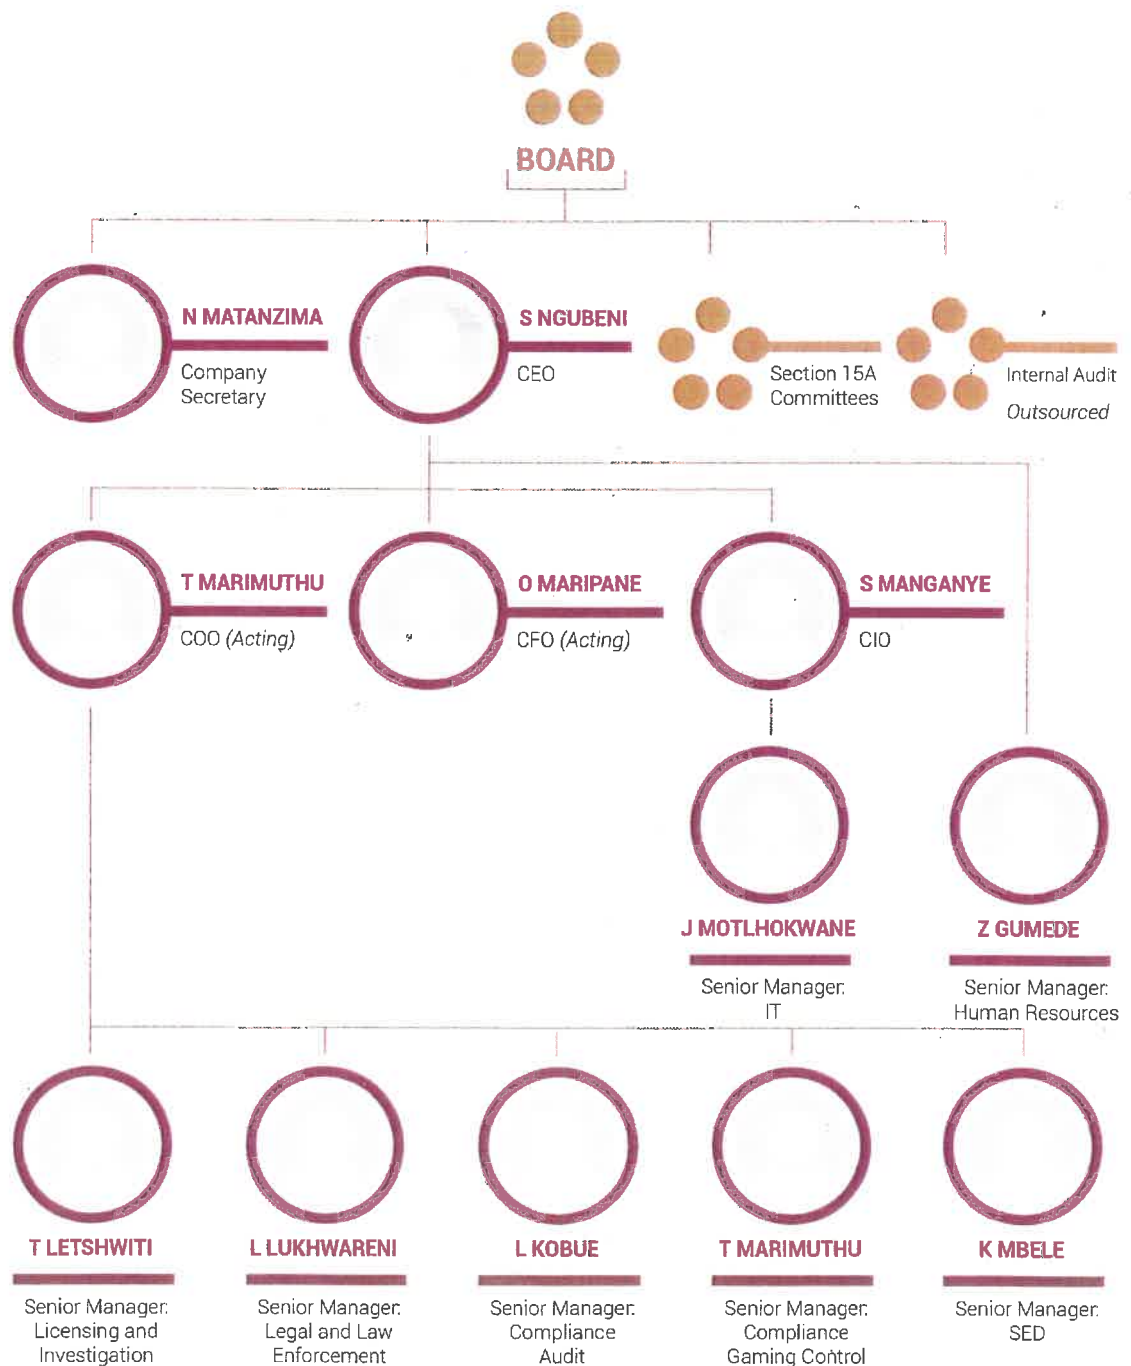 BOARD
N MATANZIMA
Company
Secretary
S NGUBENI
CEO
Section 15A
Committees
Internal Audit
Outsourced
T MARIMUTHU
COO (Acting)
O MARIPANE
CFO (Acting)
S MANGANYE
CIO
J MOTLHOKWANE
Senior Manager:
IT
Z GUMEDE
Senior Manager:
Human Resources
T LETSHWITI
Senior Manager:
Licensing and
Investigation
L LUKHWARENI
Senior Manager:
Legal and Law
Enforcement
L KOBUE
Senior Manager:
Compliance
Audit
T MARIMUTHU
Senior Manager:
Compliance
Gaming Control
K MBELE
Senior Manager:
SED